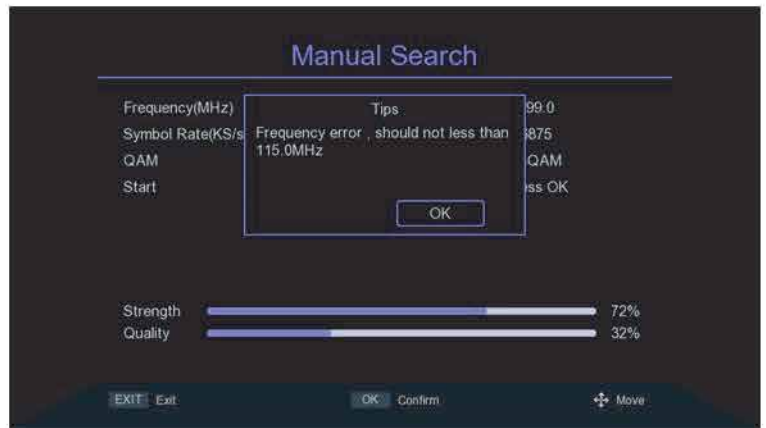 Manual Search
Frequency(MHz)
Tips
99.0
Symbol Rate(KS/s
Frequency error , should not less than
6875
115.0MHz
QAM
QAM
Start
ess OK
OK
Strength 72%
Quality 32%
EXIT Exit OK Confirm Move